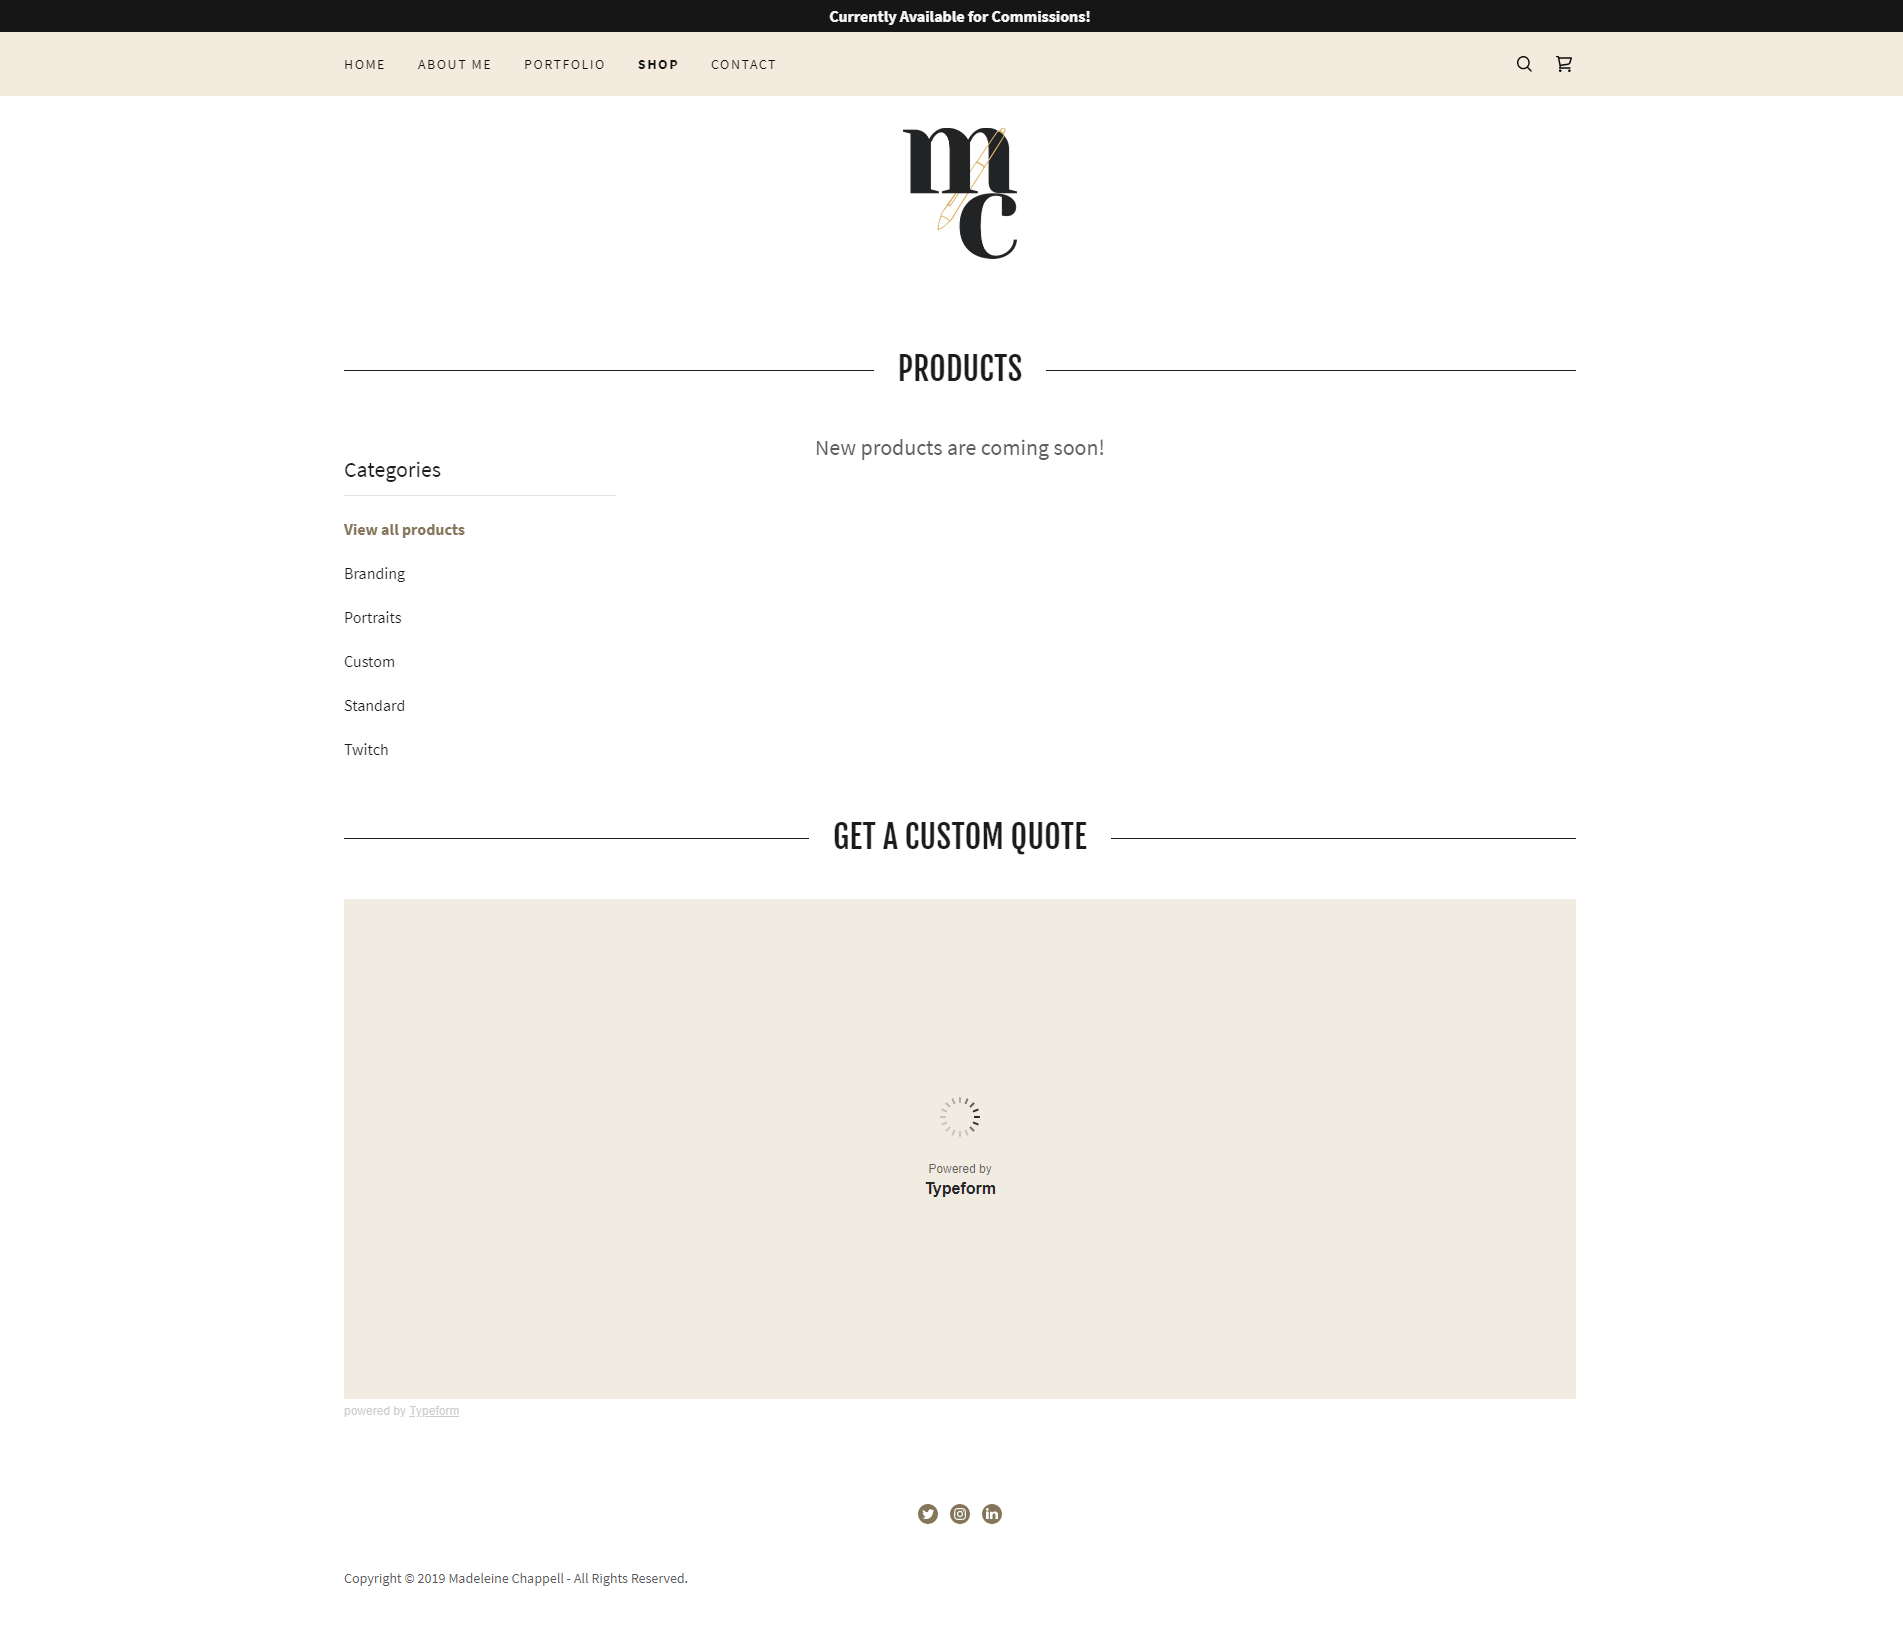 Currently Available for Commissions!
HOME ABOUT ME PORTFOLIO SHOP CONTACT
mc
PRODUCTS
New products are coming soon!
Categories
View all products
Branding
Portraits
Custom
Standard
Twitch
GET A CUSTOM QUOTE
Powered by
Typeform
powered by Typeform
Copyright © 2019 Madeleine Chappell - All Rights Reserved.